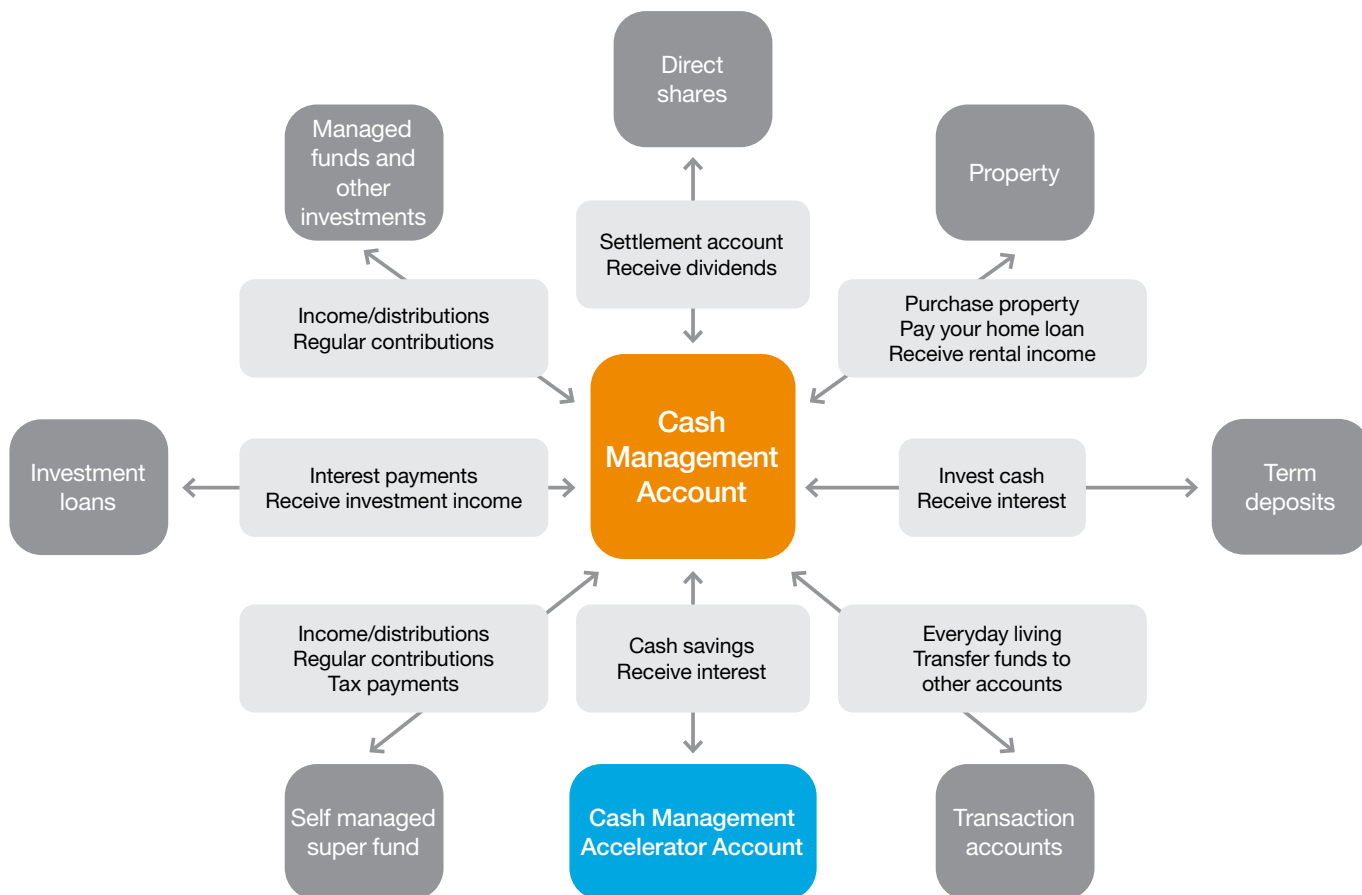 Direct
shares
Managed
funds and
other
investments
Property
Settlement account
Receive dividends
Income/distributions
Regular contributions
Purchase property
Pay your home loan
Receive rental income
Cash
Management
Account
Investment
loans
Interest payments
Receive investment income
Invest cash
Receive interest
Term
deposits
Income/distributions
Regular contributions
Tax payments
Cash savings
Receive interest
Everyday living
Transfer funds to
other accounts
Self managed
super fund
Cash Management
Accelerator Account
Transaction
accounts